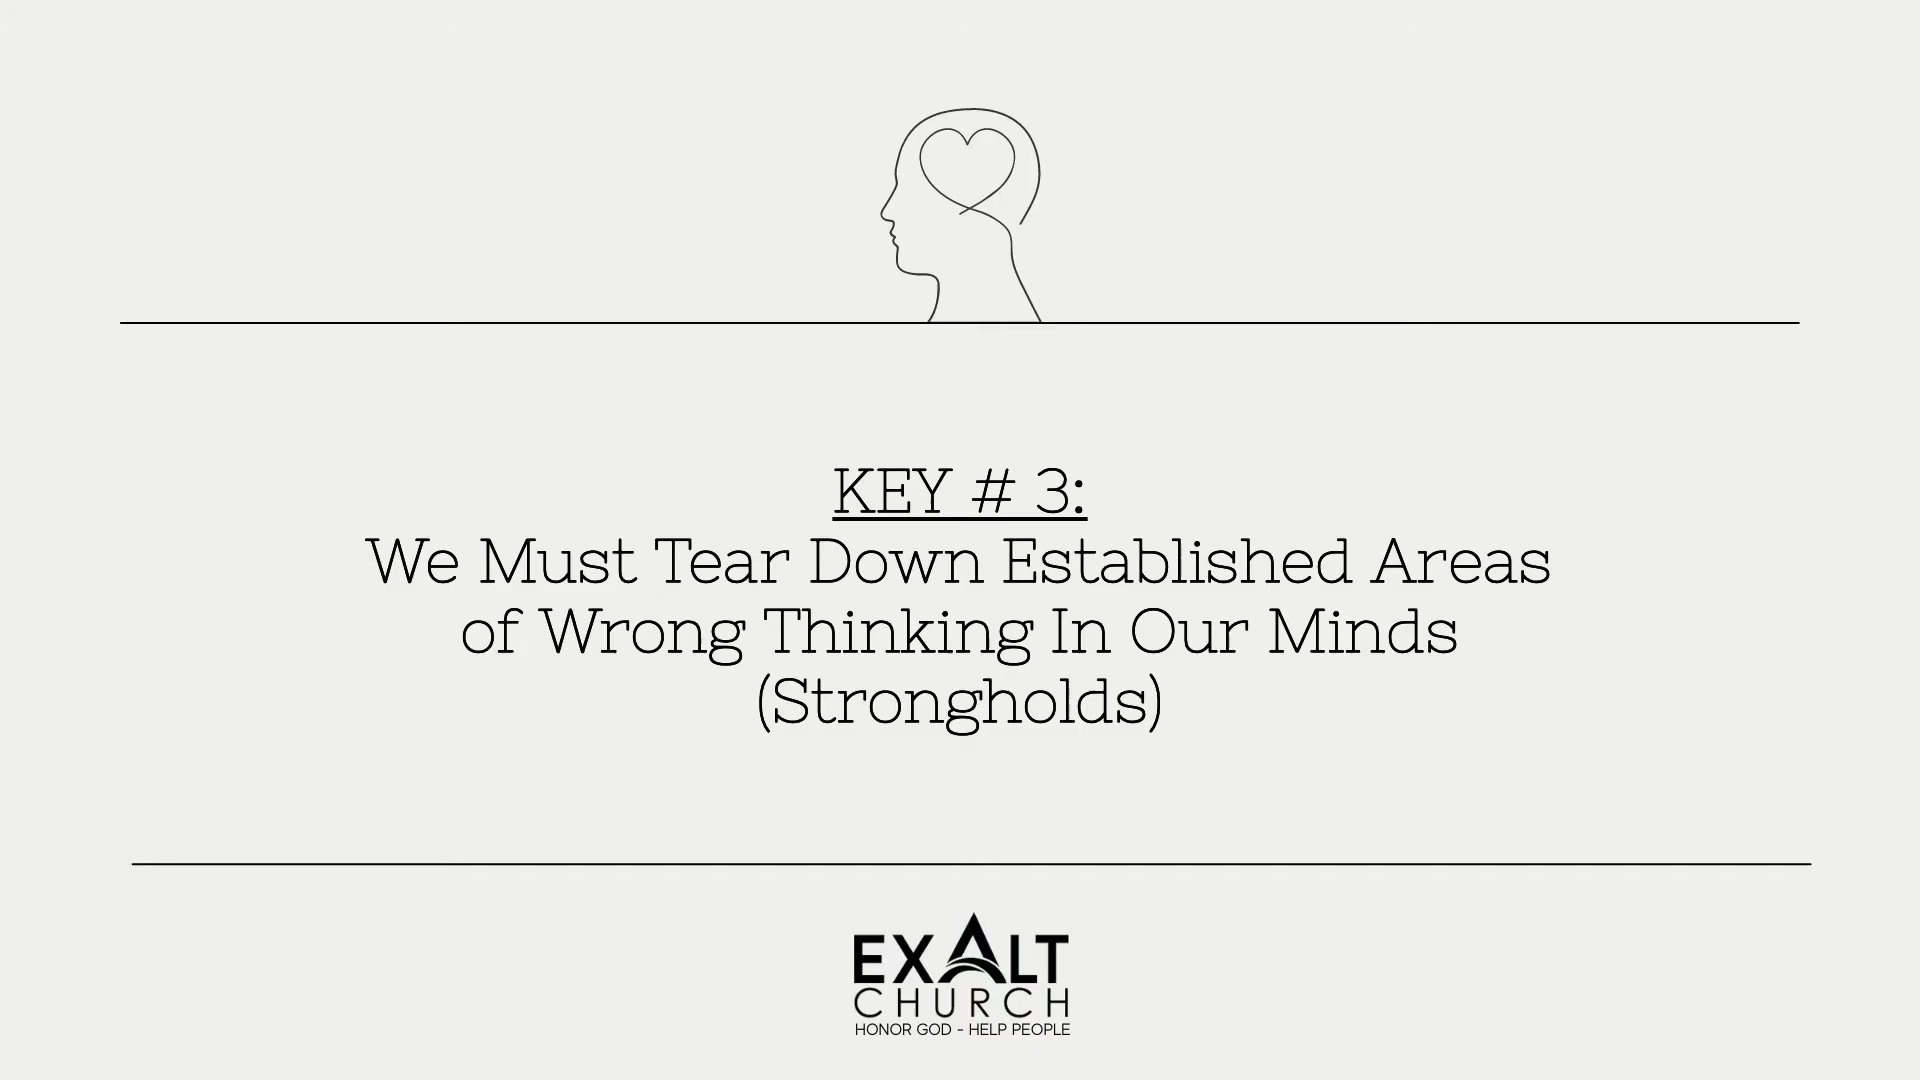 KEY # 3:
We Must Tear Down Established Areas
of Wrong Thinking In Our Minds
(Strongholds)
EXALT
CHURCH
HONOR GOD - HELP PEOPLE